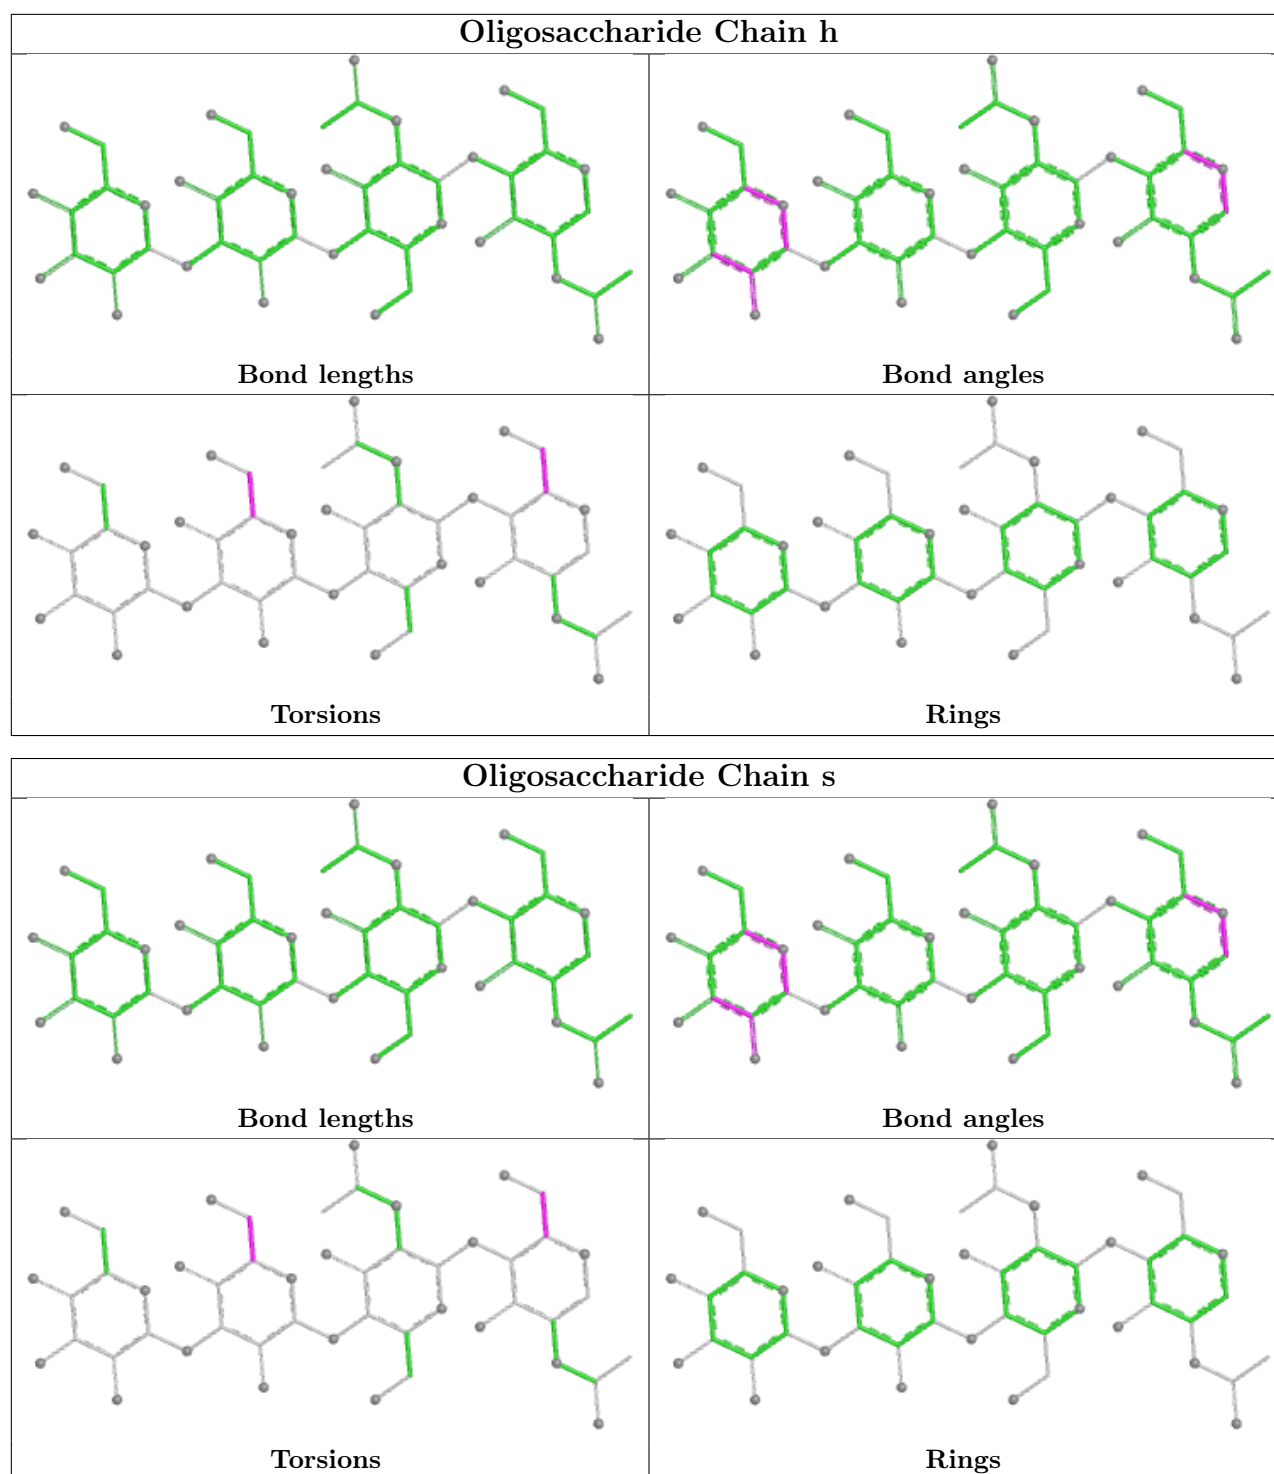 Oligosaccharide Chain h
Bond lengths
Bond angles
Torsions
Rings
Oligosaccharide Chain s
Bond lengths
Bond angles
Torsions
Rings